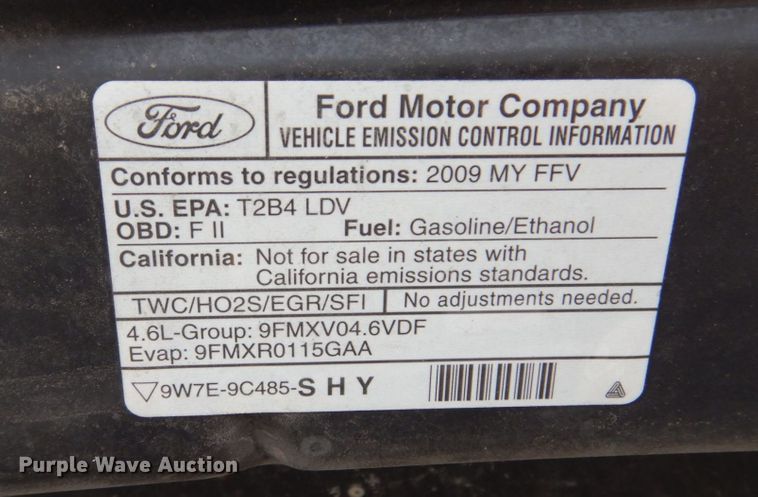 Ford
Ford Motor Company
VEHICLE EMISSION CONTROL INFORMATION
Conforms to regulations: 2009 MY FFV
U.S. EPA: T2B4 LDV
OBD: F II Fuel: Gasoline/Ethanol
California: Not for sale in states with
California emissions standards.
TWC/HO2S/EGR/SFI No adjustments needed.
4.6L-Group: 9FMXV04.6VDF
Evap: 9FMXR0115GAA
9W7E-9C485-SHY
Purple Wave Auction